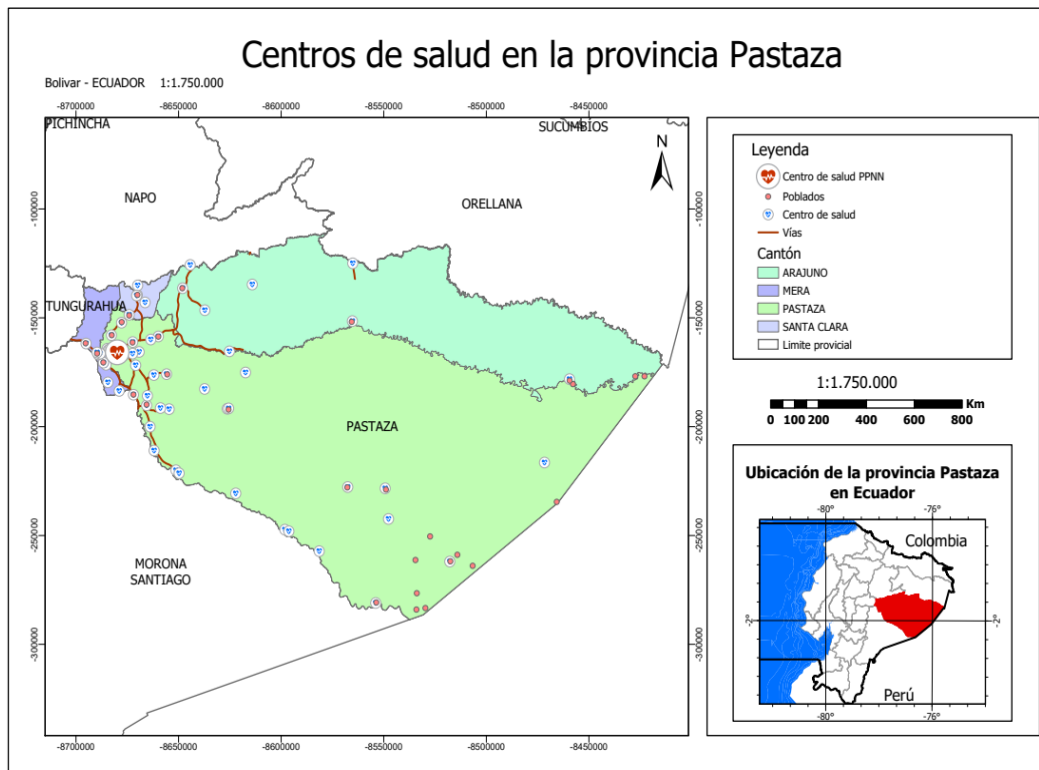 Centros de salud en la provincia Pastaza
Bolivar - ECUADOR 1:1.750.000
-8700000 -8650000 -8600000 -8550000 -8500000 -8450000
PICHINCHA
SUCUMBIOS
N
NAPO
ORELLANA
TUNGURAHUA
PASTAZA
MORONA
SANTIAGO
-100000
-150000
-200000
-250000
-300000
-100000
-150000
-200000
-250000
-300000
-8700000 -8650000 -8600000 -8550000 -8500000 -8450000
Leyenda
Centro de salud PPNN
Poblados
Centro de salud
Vías
Cantón
ARAJUNO
MERA
PASTAZA
SANTA CLARA
Limite provicial
1:1.750.000
0 100 200 400 600 800 Km
Ubicación de la provincia Pastaza
en Ecuador
-80° -76°
Colombia
-2° -2°
Perú
-80° -76°